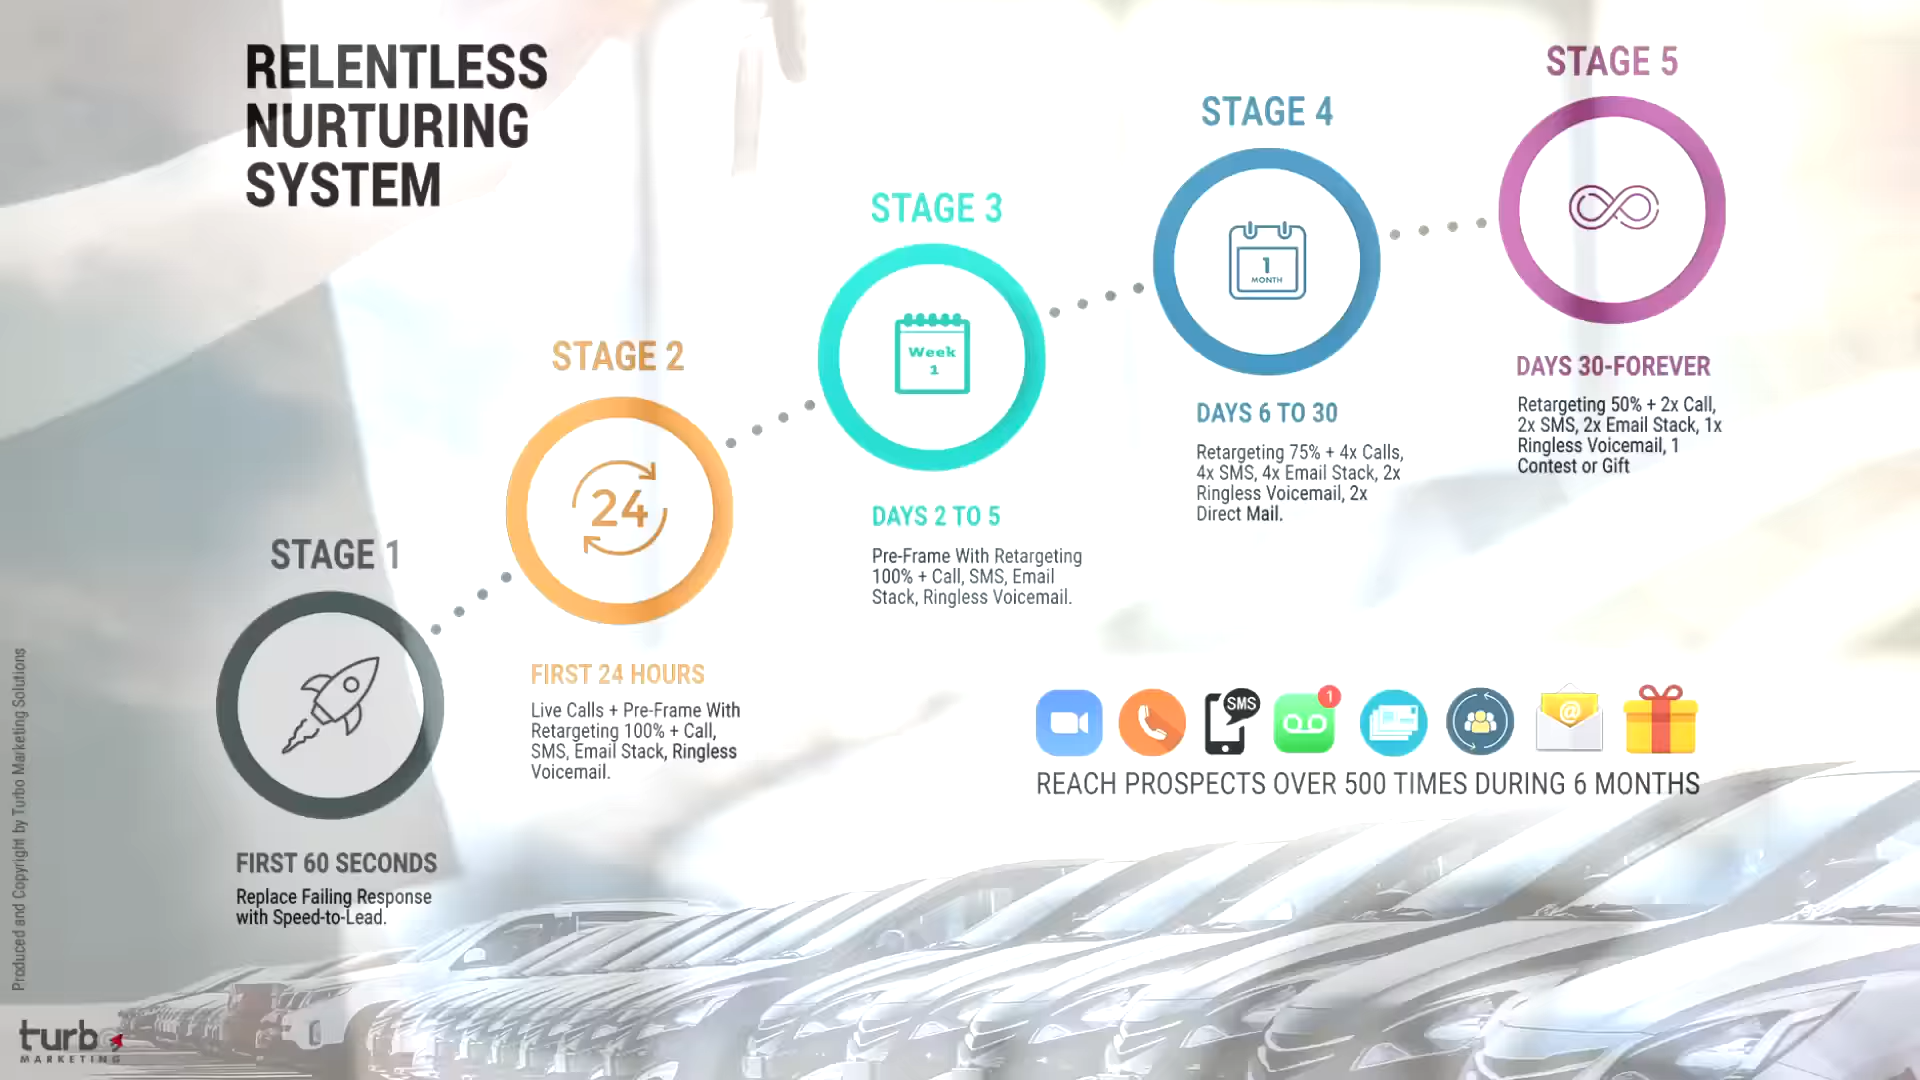 RELENTLESS
NURTURING
SYSTEM
STAGE 1
FIRST 60 SECONDS
Replace Failing Response
with Speed-to-Lead.
STAGE 2
24
FIRST 24 HOURS
Live Calls + Pre-Frame With
Retargeting 100% + Call,
SMS, Email Stack, Ringless
Voicemail.
STAGE 3
Week
1
DAYS 2 TO 5
Pre-Frame With Retargeting
100% + Call, SMS, Email
Stack, Ringless Voicemail.
STAGE 4
1
MONTH
DAYS 6 TO 30
Retargeting 75% + 4x Calls,
4x SMS, 4x Email Stack, 2x
Ringless Voicemail, 2x
Direct Mail.
STAGE 5
DAYS 30-FOREVER
Retargeting 50% + 2x Call,
2x SMS, 2x Email Stack, 1x
Ringless Voicemail, 1
Contest or Gift
SMS
1
@
REACH PROSPECTS OVER 500 TIMES DURING 6 MONTHS
Produced and Copyright by Turbo Marketing Solutions
turbo
MARKETING